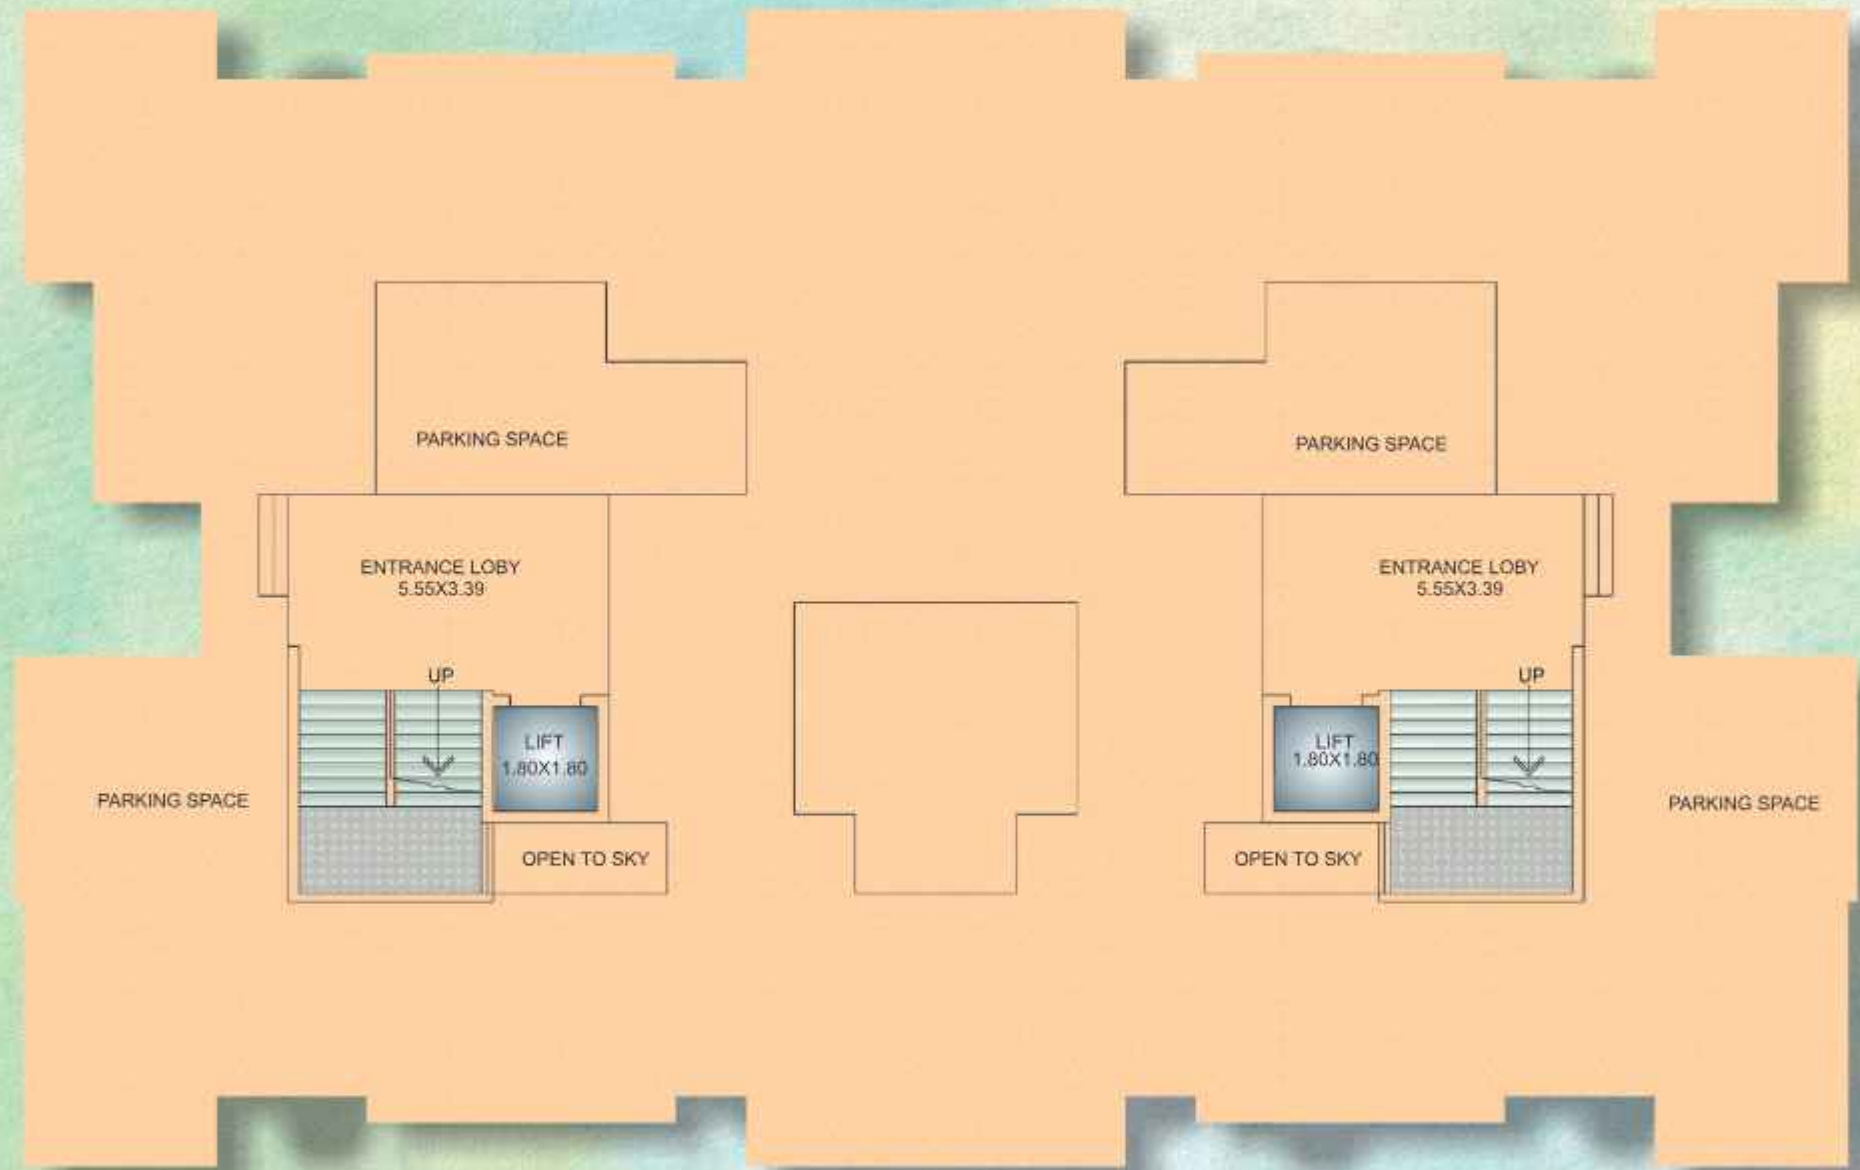 PARKING SPACE
PARKING SPACE
ENTRANCE LOBY
5.55X3.39
ENTRANCE LOBY
5.55X3.39
UP
UP
LIFT
1.80X1.80
LIFT
1.80X1.80
PARKING SPACE
PARKING SPACE
OPEN TO SKY
OPEN TO SKY